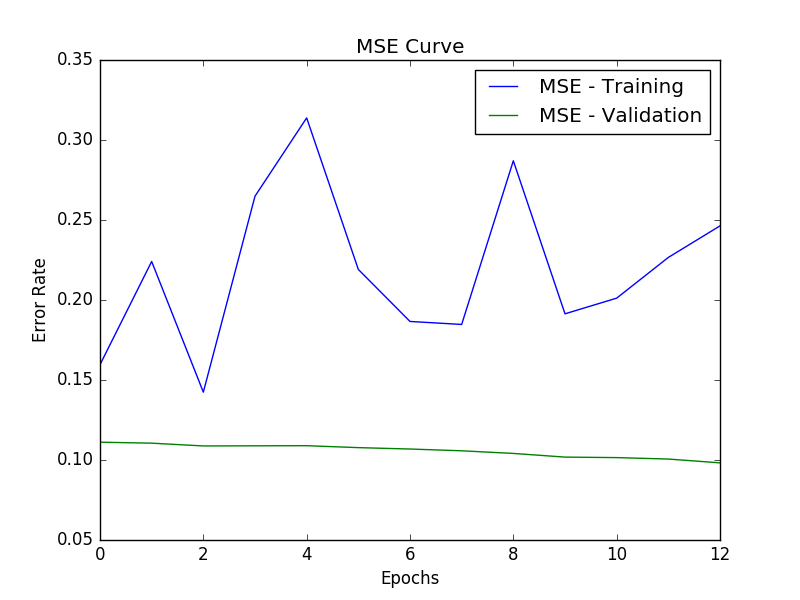 MSE Curve
MSE - Training
MSE - Validation
0.35
0.30
0.25
0.20
0.15
0.10
0.05
Error Rate
0 2 4 6 8 10 12
Epochs